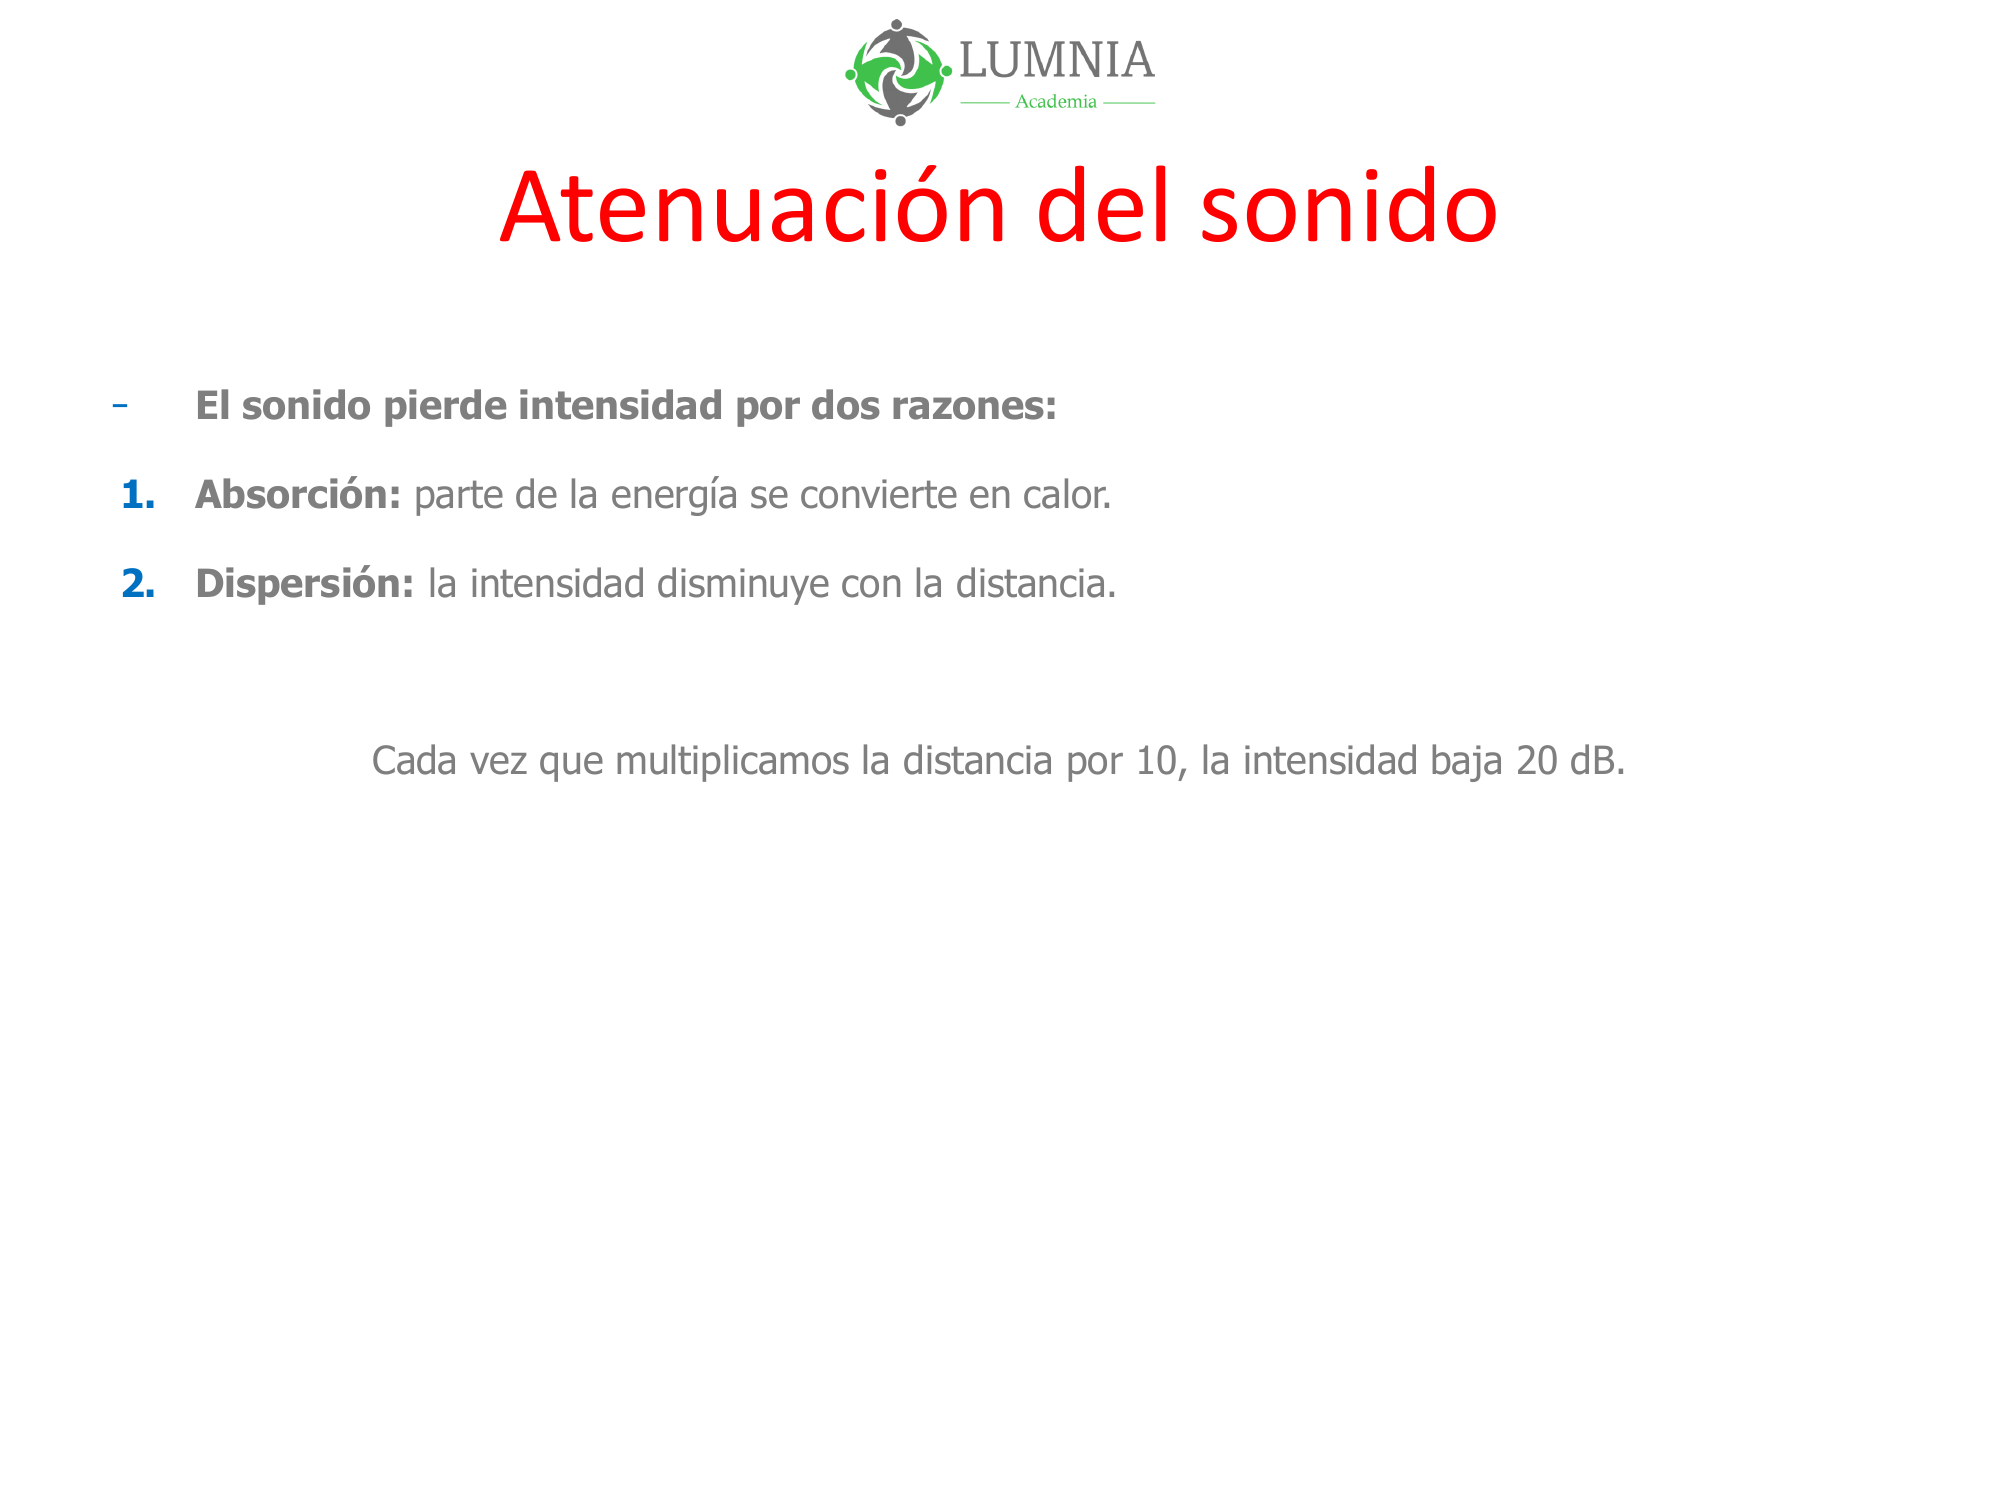 LUMNIA
Academia
Atenuación del sonido
- El sonido pierde intensidad por dos razones:
1. Absorción: parte de la energía se convierte en calor.
2. Dispersión: la intensidad disminuye con la distancia.
Cada vez que multiplicamos la distancia por 10, la intensidad baja 20 dB.